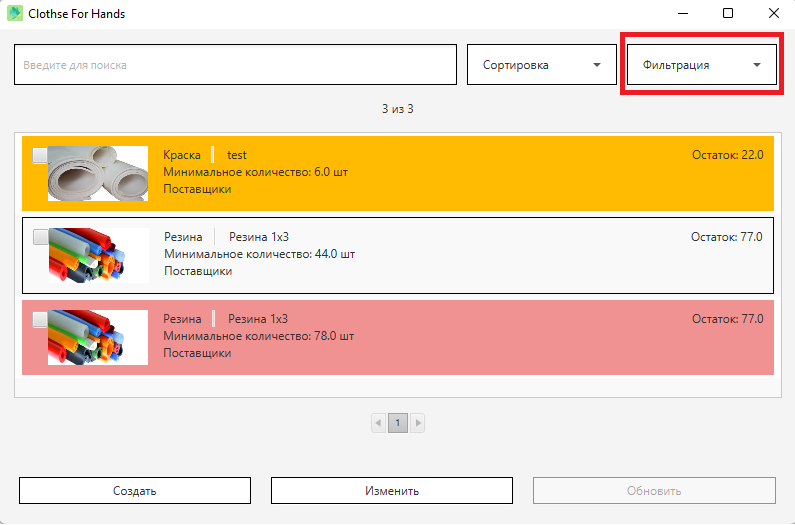 Clothse For Hands
Введите для поиска
Сортировка
Фильтрация
3 из 3
Краска | test
Остаток: 22.0
Минимальное количество: 6.0 шт
Поставщики
Резина | Резина 1x3
Остаток: 77.0
Минимальное количество: 44.0 шт
Поставщики
Резина | Резина 1x3
Остаток: 77.0
Минимальное количество: 78.0 шт
Поставщики
1
Создать
Изменить
Обновить